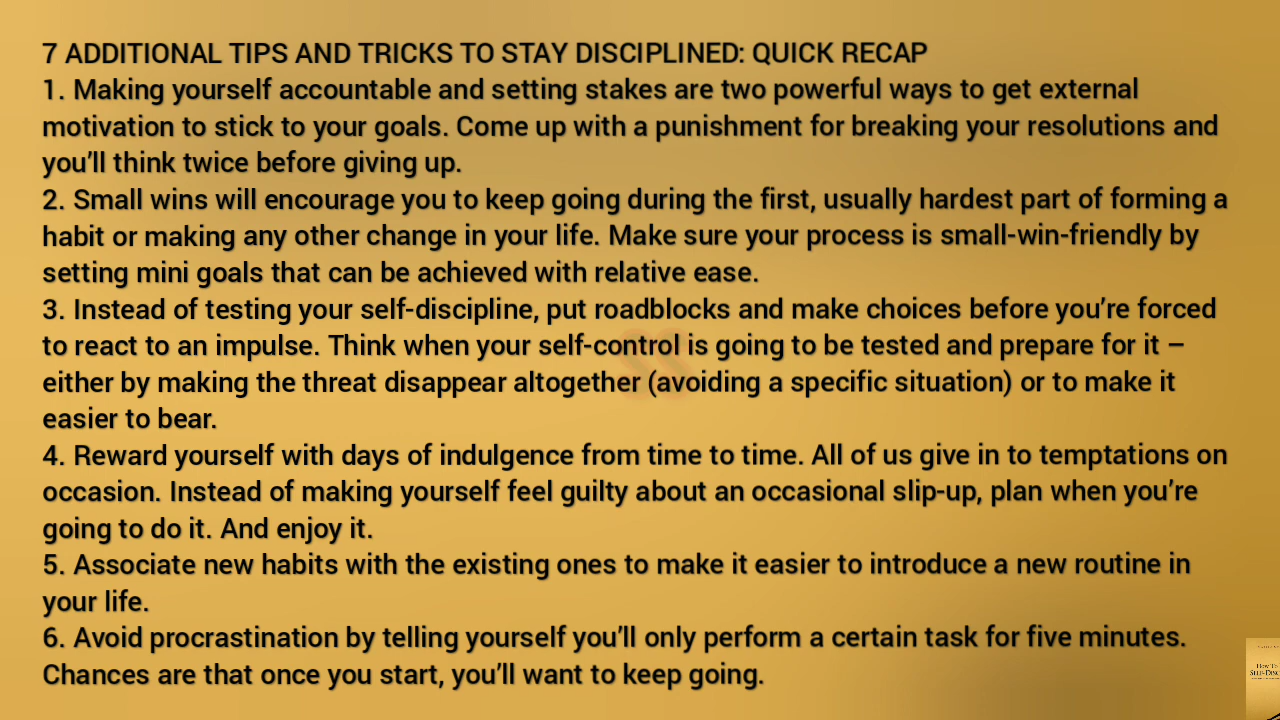 7 ADDITIONAL TIPS AND TRICKS TO STAY DISCIPLINED: QUICK RECAP
1. Making yourself accountable and setting stakes are two powerful ways to get external
motivation to stick to your goals. Come up with a punishment for breaking your resolutions and
you’ll think twice before giving up.
2. Small wins will encourage you to keep going during the first, usually hardest part of forming a
habit or making any other change in your life. Make sure your process is small-win-friendly by
setting mini goals that can be achieved with relative ease.
3. Instead of testing your self-discipline, put roadblocks and make choices before you’re forced
to react to an impulse. Think when your self-control is going to be tested and prepare for it –
either by making the threat disappear altogether (avoiding a specific situation) or to make it
easier to bear.
4. Reward yourself with days of indulgence from time to time. All of us give in to temptations on
occasion. Instead of making yourself feel guilty about an occasional slip-up, plan when you’re
going to do it. And enjoy it.
5. Associate new habits with the existing ones to make it easier to introduce a new routine in
your life.
6. Avoid procrastination by telling yourself you’ll only perform a certain task for five minutes.
Chances are that once you start, you’ll want to keep going.
How To